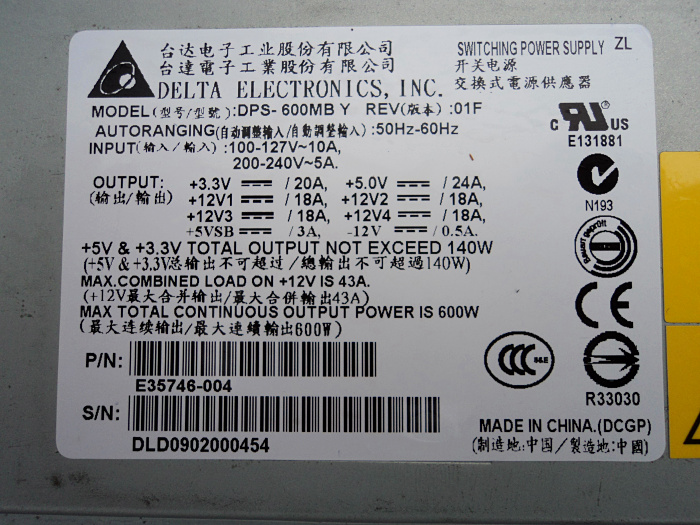 台达电子工业股份有限公司
台達電子工業股份有限公司
DELTA ELECTRONICS, INC.
SWITCHING POWER SUPPLY ZL
开关电源
交換式電源供應器
MODEL(型号/型號):DPS-600MB Y REV(版本):01F
AUTORANGING(自动调整输入/自動調整輸入):50Hz-60Hz
INPUT(输入/輸入):100-127V~10A,
200-240V~5A.
c RU US
E131881
N193
OUTPUT: +3.3V / 20A, +5.0V / 24A,
(输出/輸出) +12V1 / 18A, +12V2 / 18A,
+12V3 / 18A, +12V4 / 18A,
+5VSB / 3A, -12V / 0.5A.
+5V & +3.3V TOTAL OUTPUT NOT EXCEED 140W
(+5V & +3.3V总输出不可超过/總輸出不可超過140W)
MAX.COMBINED LOAD ON +12V IS 43A.
(+12V最大合并输出/最大合併輸出43A)
MAX TOTAL CONTINUOUS OUTPUT POWER IS 600W
(最大连续输出/最大連續輸出600W)
geprüft
CE
P/N:
E35746-004
CCC S&E
R33030
S/N:
DLD0902000454
MADE IN CHINA.(DCGP)
(制造地:中国/製造地:中國)